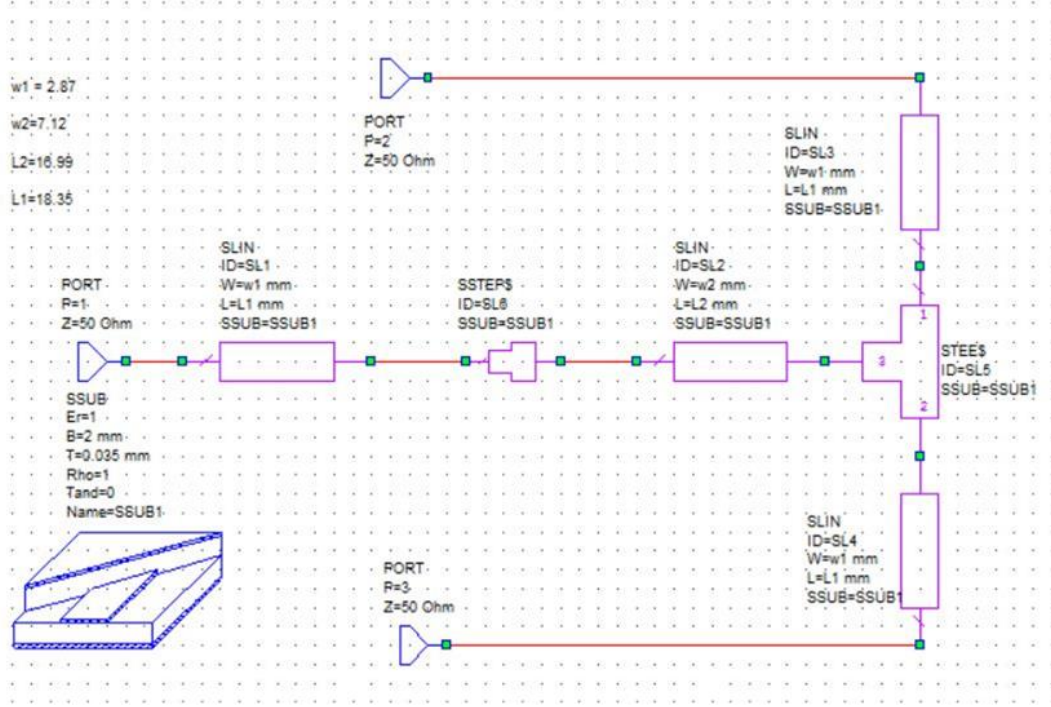 w1 = 2.87
w2=7.12
L2=16.99
L1=18.35
PORT
P=2
Z=50 Ohm
SLIN
ID=SL3
W=w1 mm
L=L1 mm
SSUB=SSUB1
PORT
P=1
Z=50 Ohm
SLIN
ID=SL1
W=w1 mm
L=L1 mm
SSUB=SSUB1
SSTEP$
ID=SL6
SSUB=SSUB1
SLIN
ID=SL2
W=w2 mm
L=L2 mm
SSUB=SSUB1
1
3
2
STEE$
ID=SL5
SSUB=SSUB1
SSUB
Er=1
B=2 mm
T=0.035 mm
Rho=1
Tand=0
Name=SSUB1
PORT
P=3
Z=50 Ohm
SLIN
ID=SL4
W=w1 mm
L=L1 mm
SSUB=SSUB1